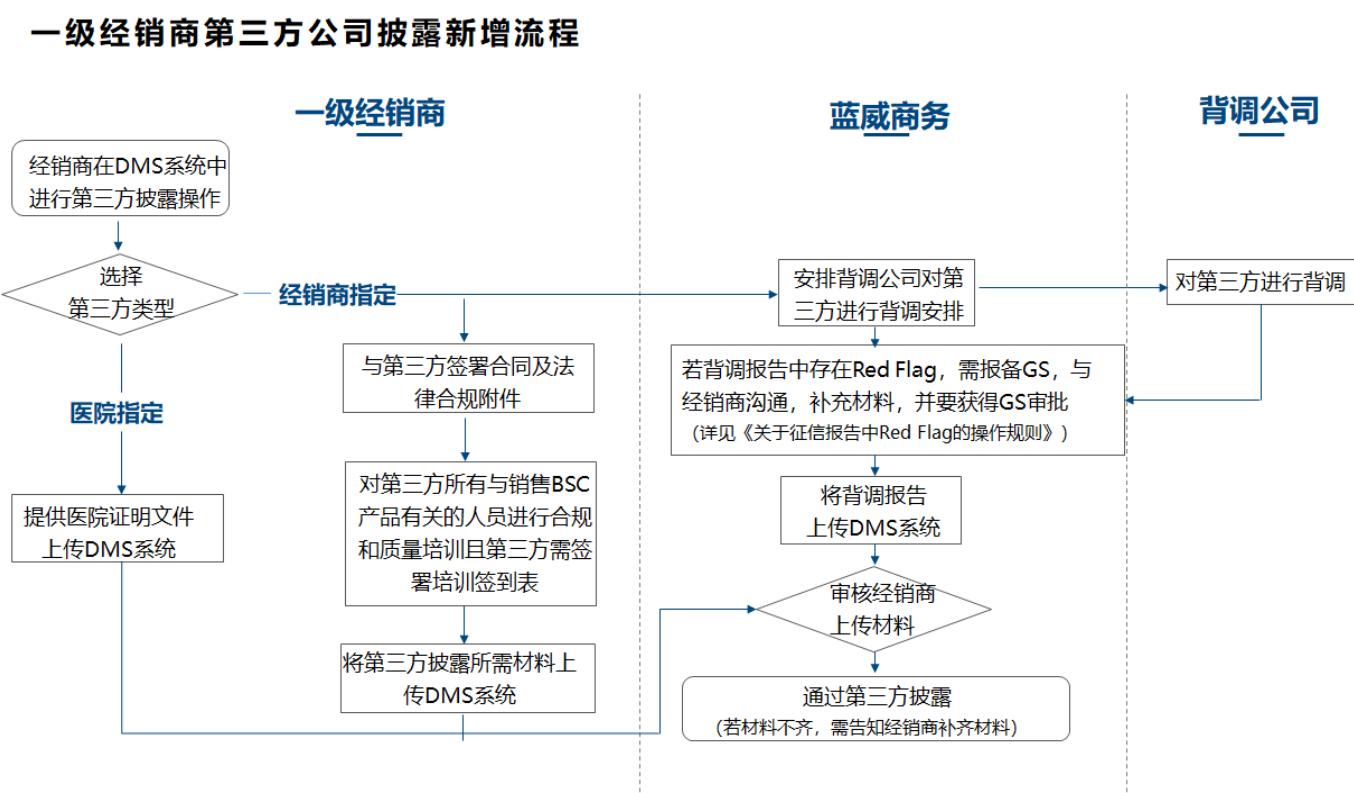 一级经销商第三方公司披露新增流程
一级经销商
蓝威商务
背调公司
经销商在DMS系统中
进行第三方披露操作
选择
第三方类型
经销商指定
医院指定
提供医院证明文件
上传DMS系统
与第三方签署合同及法
律合规附件
对第三方所有与销售BSC
产品有关的人员进行合规
和质量培训且第三方需签
署培训签到表
将第三方披露所需材料上
传DMS系统
安排背调公司对第
三方进行背调安排
对第三方进行背调
若背调报告中存在Red Flag，需报备GS，与
经销商沟通，补充材料，并要获得GS审批
（详见《关于征信报告中Red Flag的操作规则》）
将背调报告
上传DMS系统
审核经销商
上传材料
通过第三方披露
（若材料不齐，需告知经销商补齐材料）